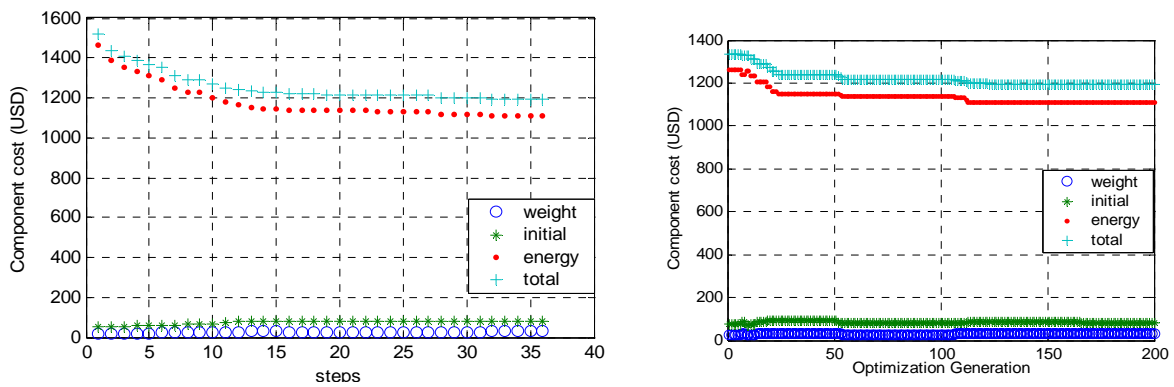 1600
1400
1200
1000
800
600
400
200
0
Component cost (USD)
weight
initial
energy
total
0 5 10 15 20 25 30 35 40
steps
1400
1200
1000
800
600
400
200
0
Component cost (USD)
weight
initial
energy
total
0 50 100 150 200
Optimization Generation